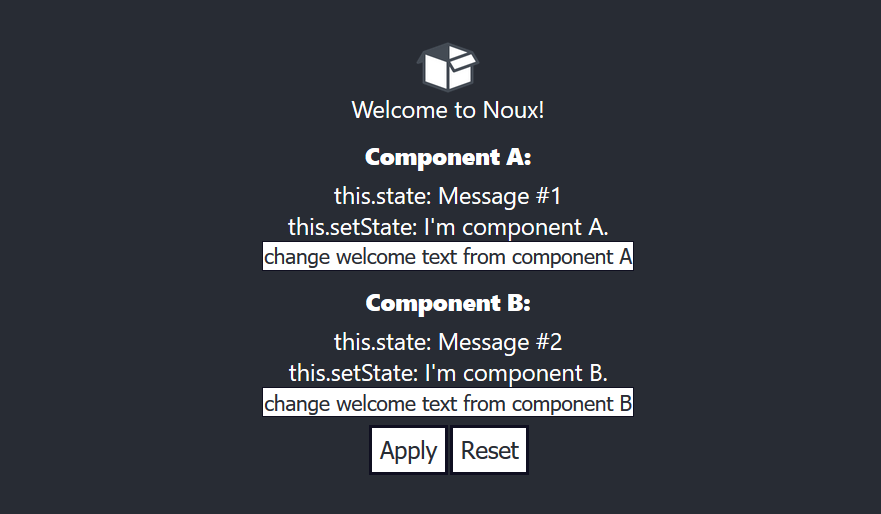 Welcome to Noux!
Component A:
this.state: Message #1
this.setState: I'm component A.
change welcome text from component A
Component B:
this.state: Message #2
this.setState: I'm component B.
change welcome text from component B
Apply Reset